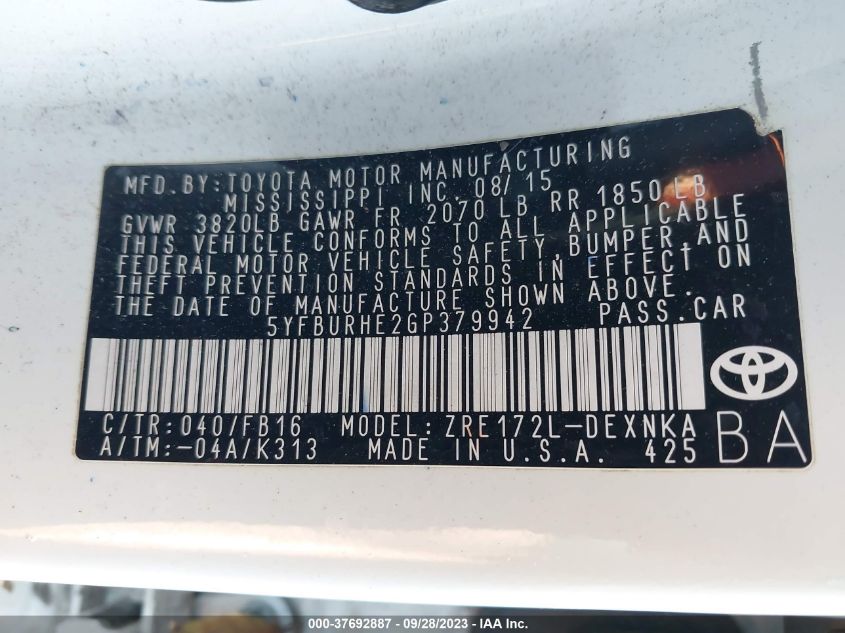 MFD. BY: TOYOTA MOTOR MANUFACTURING
MISSISSIPPI INC. 08/15
GVWR 3820LB GAWR FR 2070 LB RR 1850 LB
THIS VEHICLE CONFORMS TO ALL APPLICABLE
FEDERAL MOTOR VEHICLE SAFETY, BUMPER, AND
THEFT PREVENTION STANDARDS IN EFFECT ON
THE DATE OF MANUFACTURE SHOWN ABOVE.
5YFBURHE2GP379942 PASS.CAR
C/TR: 040/FB16 MODEL: ZRE172L-DEXNKA
A/TM:-04A/K313 MADE IN U.S.A. 425
BA
000-37692887 - 09/28/2023 - IAA Inc.